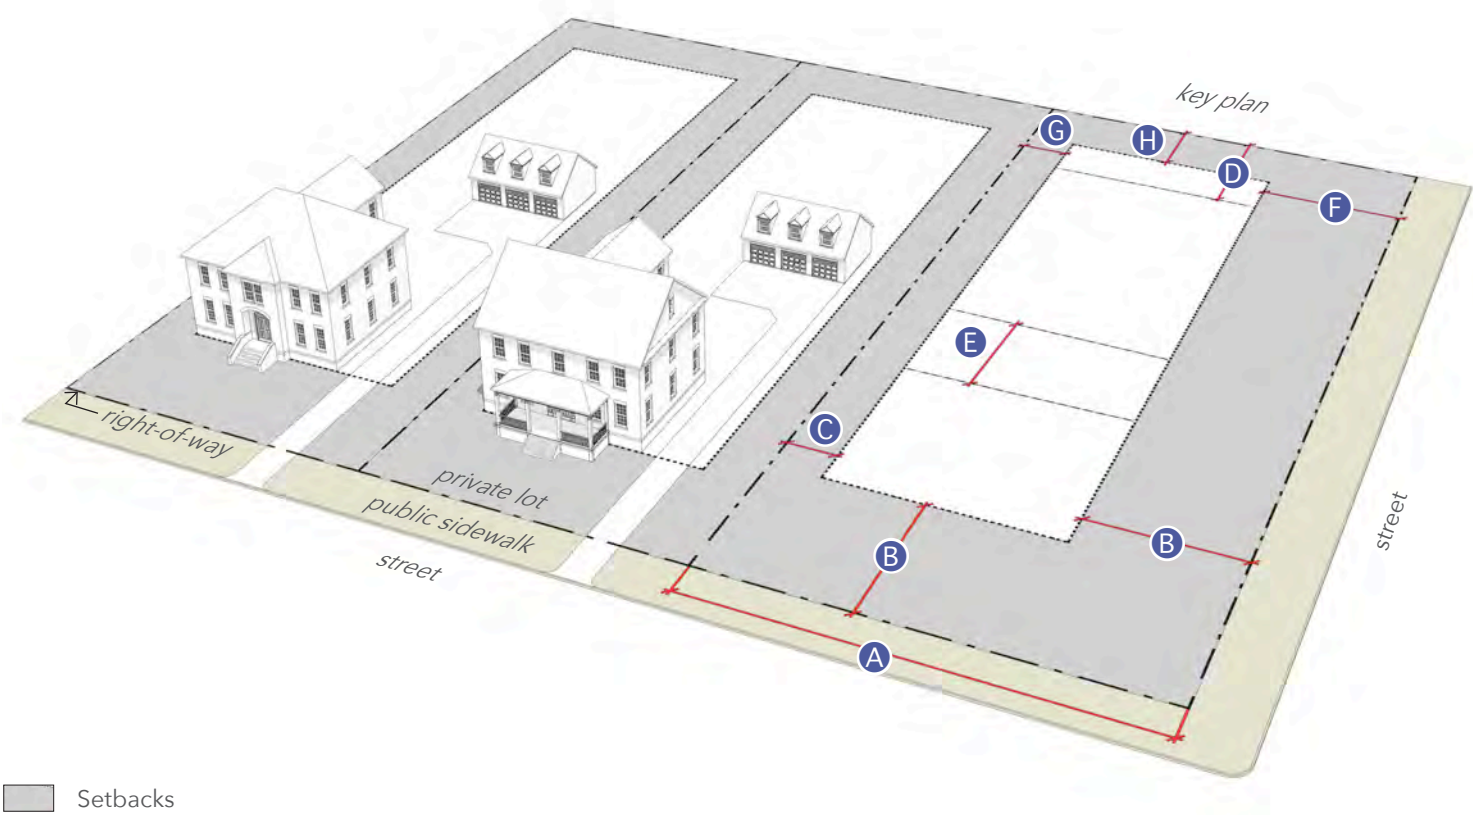 key plan
G
H
D
F
E
C
right-of-way
private lot
public sidewalk
street
B
B
street
A
Setbacks